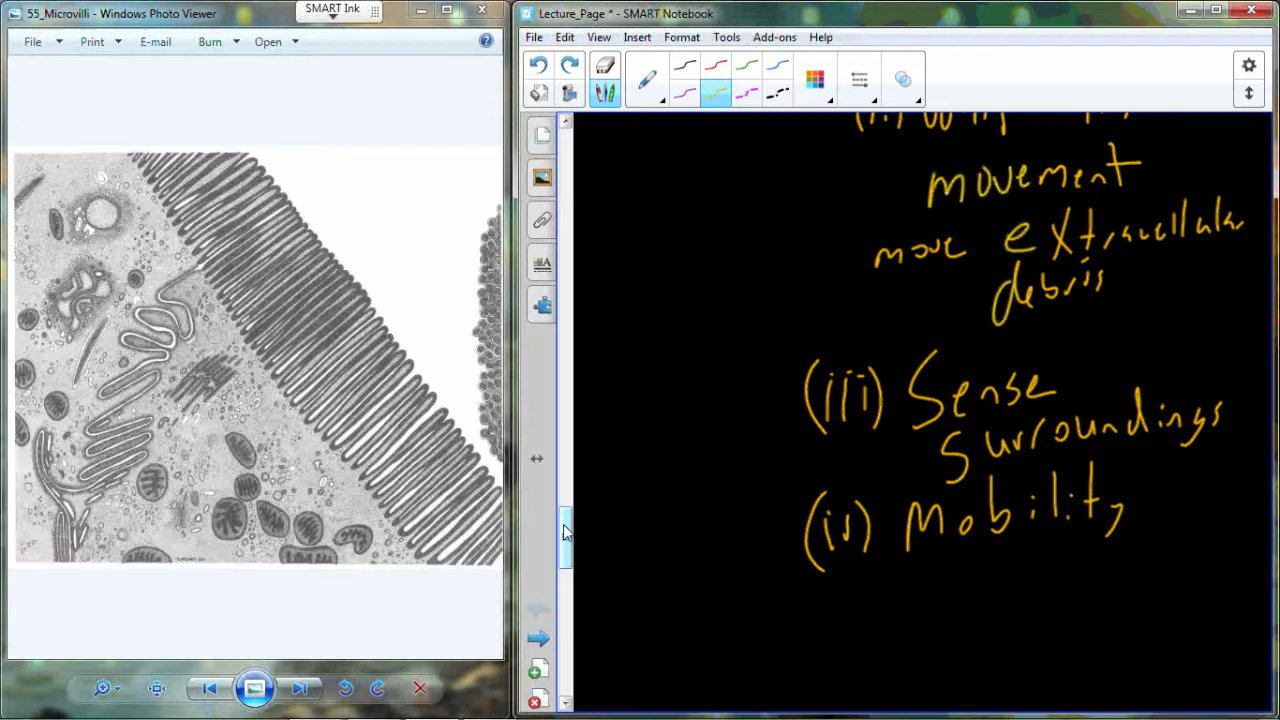 55_Microvilli - Windows Photo Viewer
SMART Ink
File Print E-mail Burn Open
Lecture_Page * - SMART Notebook
File Edit View Insert Format Tools Add-ons Help
movement
move extracellular
debris
(iii) Sense
Surroundings
(iv) Mobility